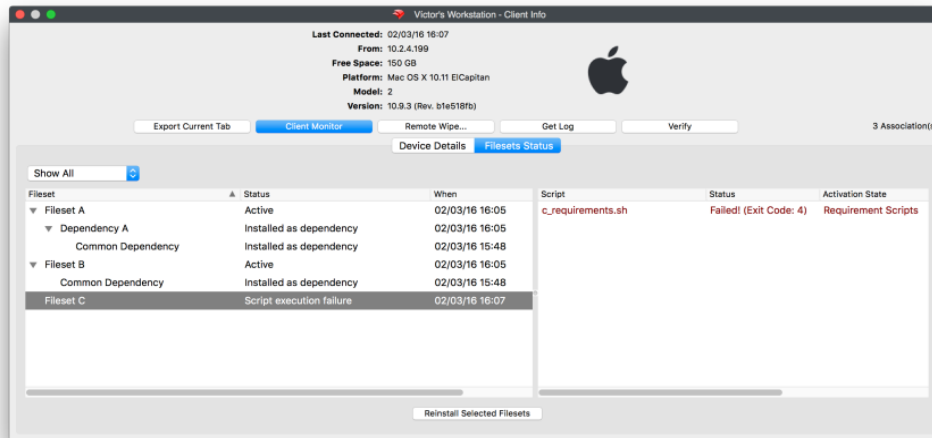 Victor's Workstation - Client Info
Last Connected: 02/03/16 16:07
From: 10.2.4.199
Free Space: 150 GB
Platform: Mac OS X 10.11 ElCapitan
Model: 2
Version: 10.9.3 (Rev. b1e518fb)
Export Current Tab Client Monitor Remote Wipe... Get Log Verify 3 Association(s
Device Details Filesets Status
Show All
Fileset Status When Script Status Activation State
Fileset A Active 02/03/16 16:05 c_requirements.sh Failed! (Exit Code: 4) Requirement Scripts
Dependency A Installed as dependency 02/03/16 16:05
Common Dependency Installed as dependency 02/03/16 15:48
Fileset B Active 02/03/16 16:05
Common Dependency Installed as dependency 02/03/16 15:48
Fileset C Script execution failure 02/03/16 16:07
Reinstall Selected Filesets